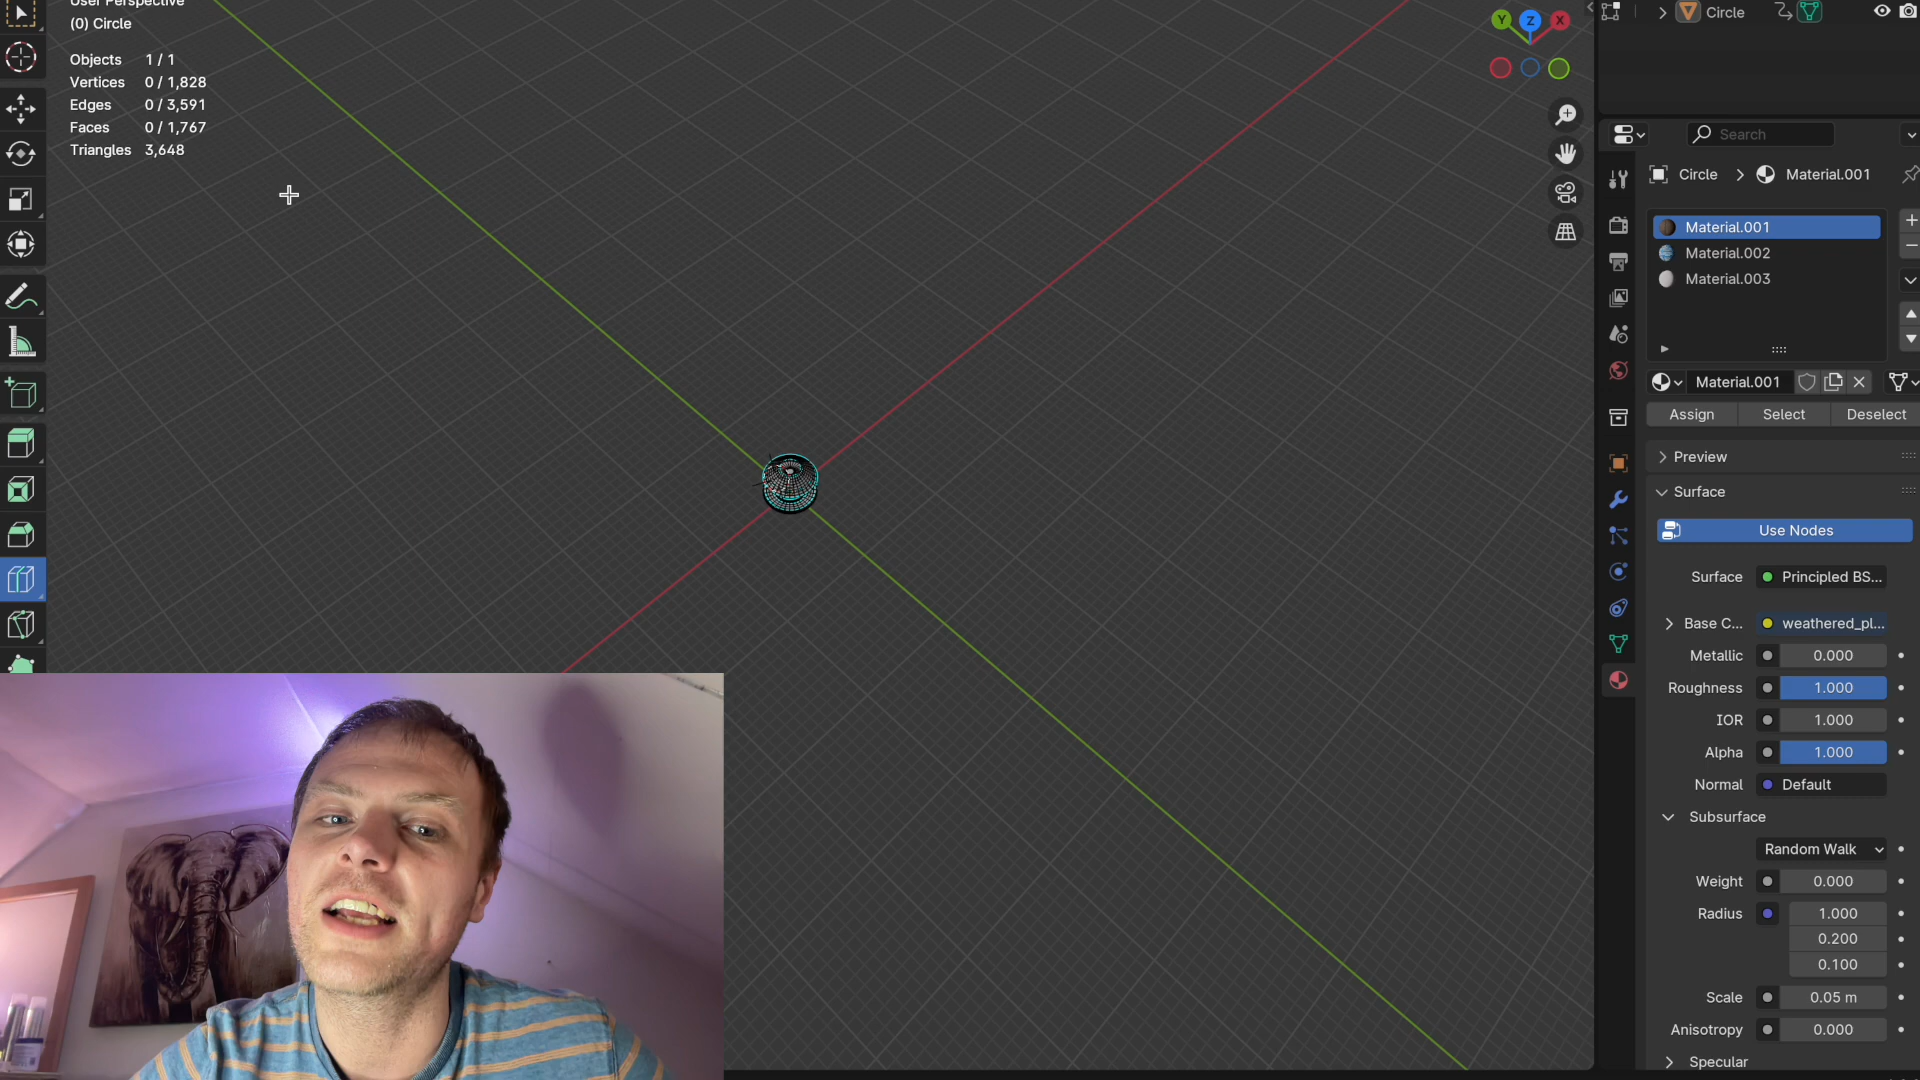 User Perspective
(0) Circle
Objects 1 / 1
Vertices 0 / 1,828
Edges 0 / 3,591
Faces 0 / 1,767
Triangles 3,648
Y Z X
Circle
Search
Circle Material.001
Material.001
Material.002
Material.003
Material.001
Assign Select Deselect
Preview
Surface
Use Nodes
Surface Principled BS...
Base C... weathered_pl...
Metallic 0.000
Roughness 1.000
IOR 1.000
Alpha 1.000
Normal Default
Subsurface
Random Walk
Weight 0.000
Radius 1.000
0.200
0.100
Scale 0.05 m
Anisotropy 0.000
Specular